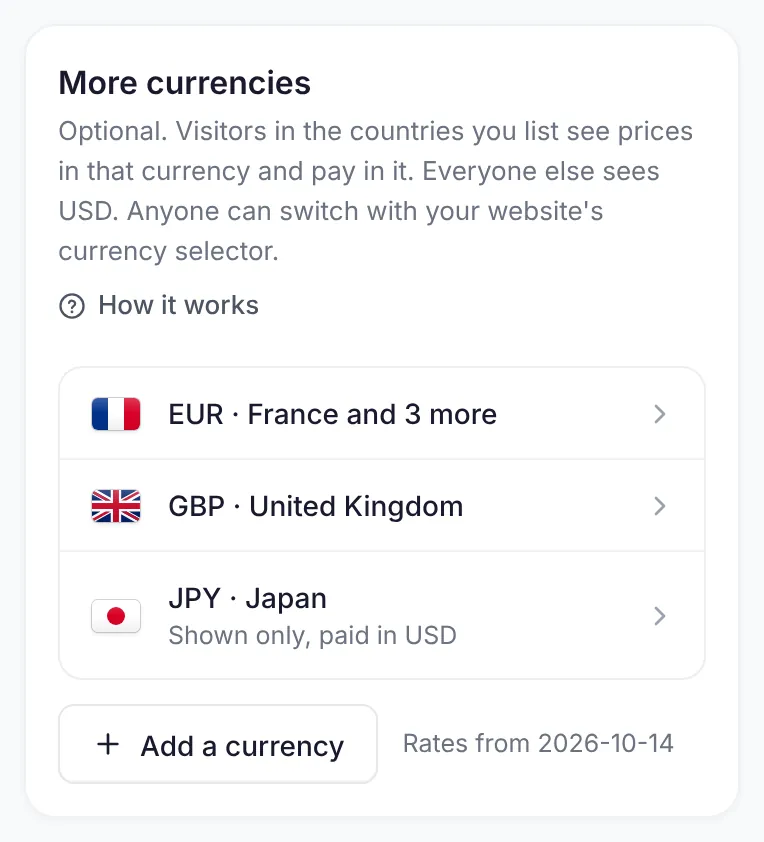 More currencies
Optional. Visitors in the countries you list see prices
in that currency and pay in it. Everyone else sees
USD. Anyone can switch with your website's
currency selector.
How it works
EUR · France and 3 more
GBP · United Kingdom
JPY · Japan
Shown only, paid in USD
Add a currency
Rates from 2026-10-14